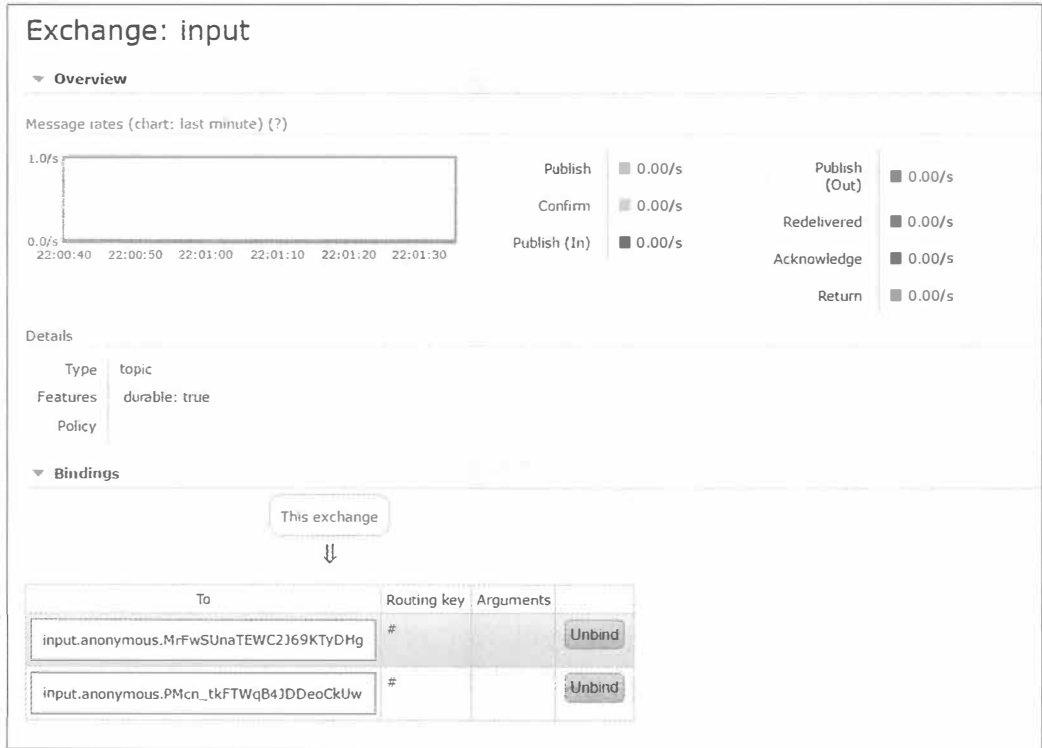 Exchange: input
Overview
Message rates (chart: last minute) (?)
1.0/s
0.0/s
22:00:40 22:00:50 22:01:00 22:01:10 22:01:20 22:01:30
Publish 0.00/s
Confirm 0.00/s
Publish (In) 0.00/s
Publish (Out) 0.00/s
Redelivered 0.00/s
Acknowledge 0.00/s
Return 0.00/s
Details
Type topic
Features durable: true
Policy
Bindings
This exchange
⇓
To Routing key Arguments
input.anonymous.MrFwSUnaTEWC2J69KTyDHg # Unbind
input.anonymous.PMcn_tkFTWqB4JDDeoCkUw # Unbind